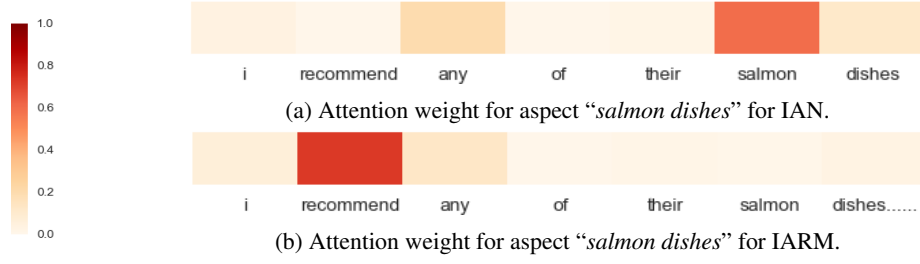 1.0
0.8
0.6
0.4
0.2
0.0
i recommend any of their salmon dishes
(a) Attention weight for aspect “salmon dishes” for IAN.
i recommend any of their salmon dishes......
(b) Attention weight for aspect “salmon dishes” for IARM.